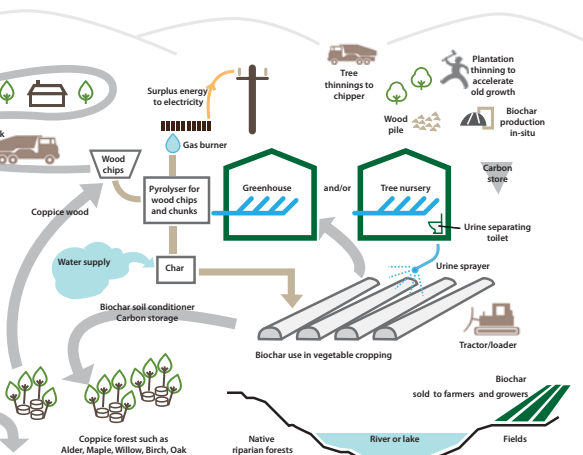 Plantation
thinning to
accelerate
old growth
Tree
thinnings to
chipper
Surplus energy
to electricity
Wood
pile
Biochar
production
in-situ
k
Gas burner
Wood
chips
Carbon
store
Pyrolyser for
wood chips
and chunks
Greenhouse
and/or
Tree nursery
Coppice wood
Urine separating
toilet
Water supply
Char
Urine sprayer
Biochar soil conditioner
Carbon storage
Tractor/loader
Biochar use in vegetable cropping
Biochar
sold to farmers and growers
Coppice forest such as
Alder, Maple, Willow, Birch, Oak
Native
riparian forests
River or lake
Fields